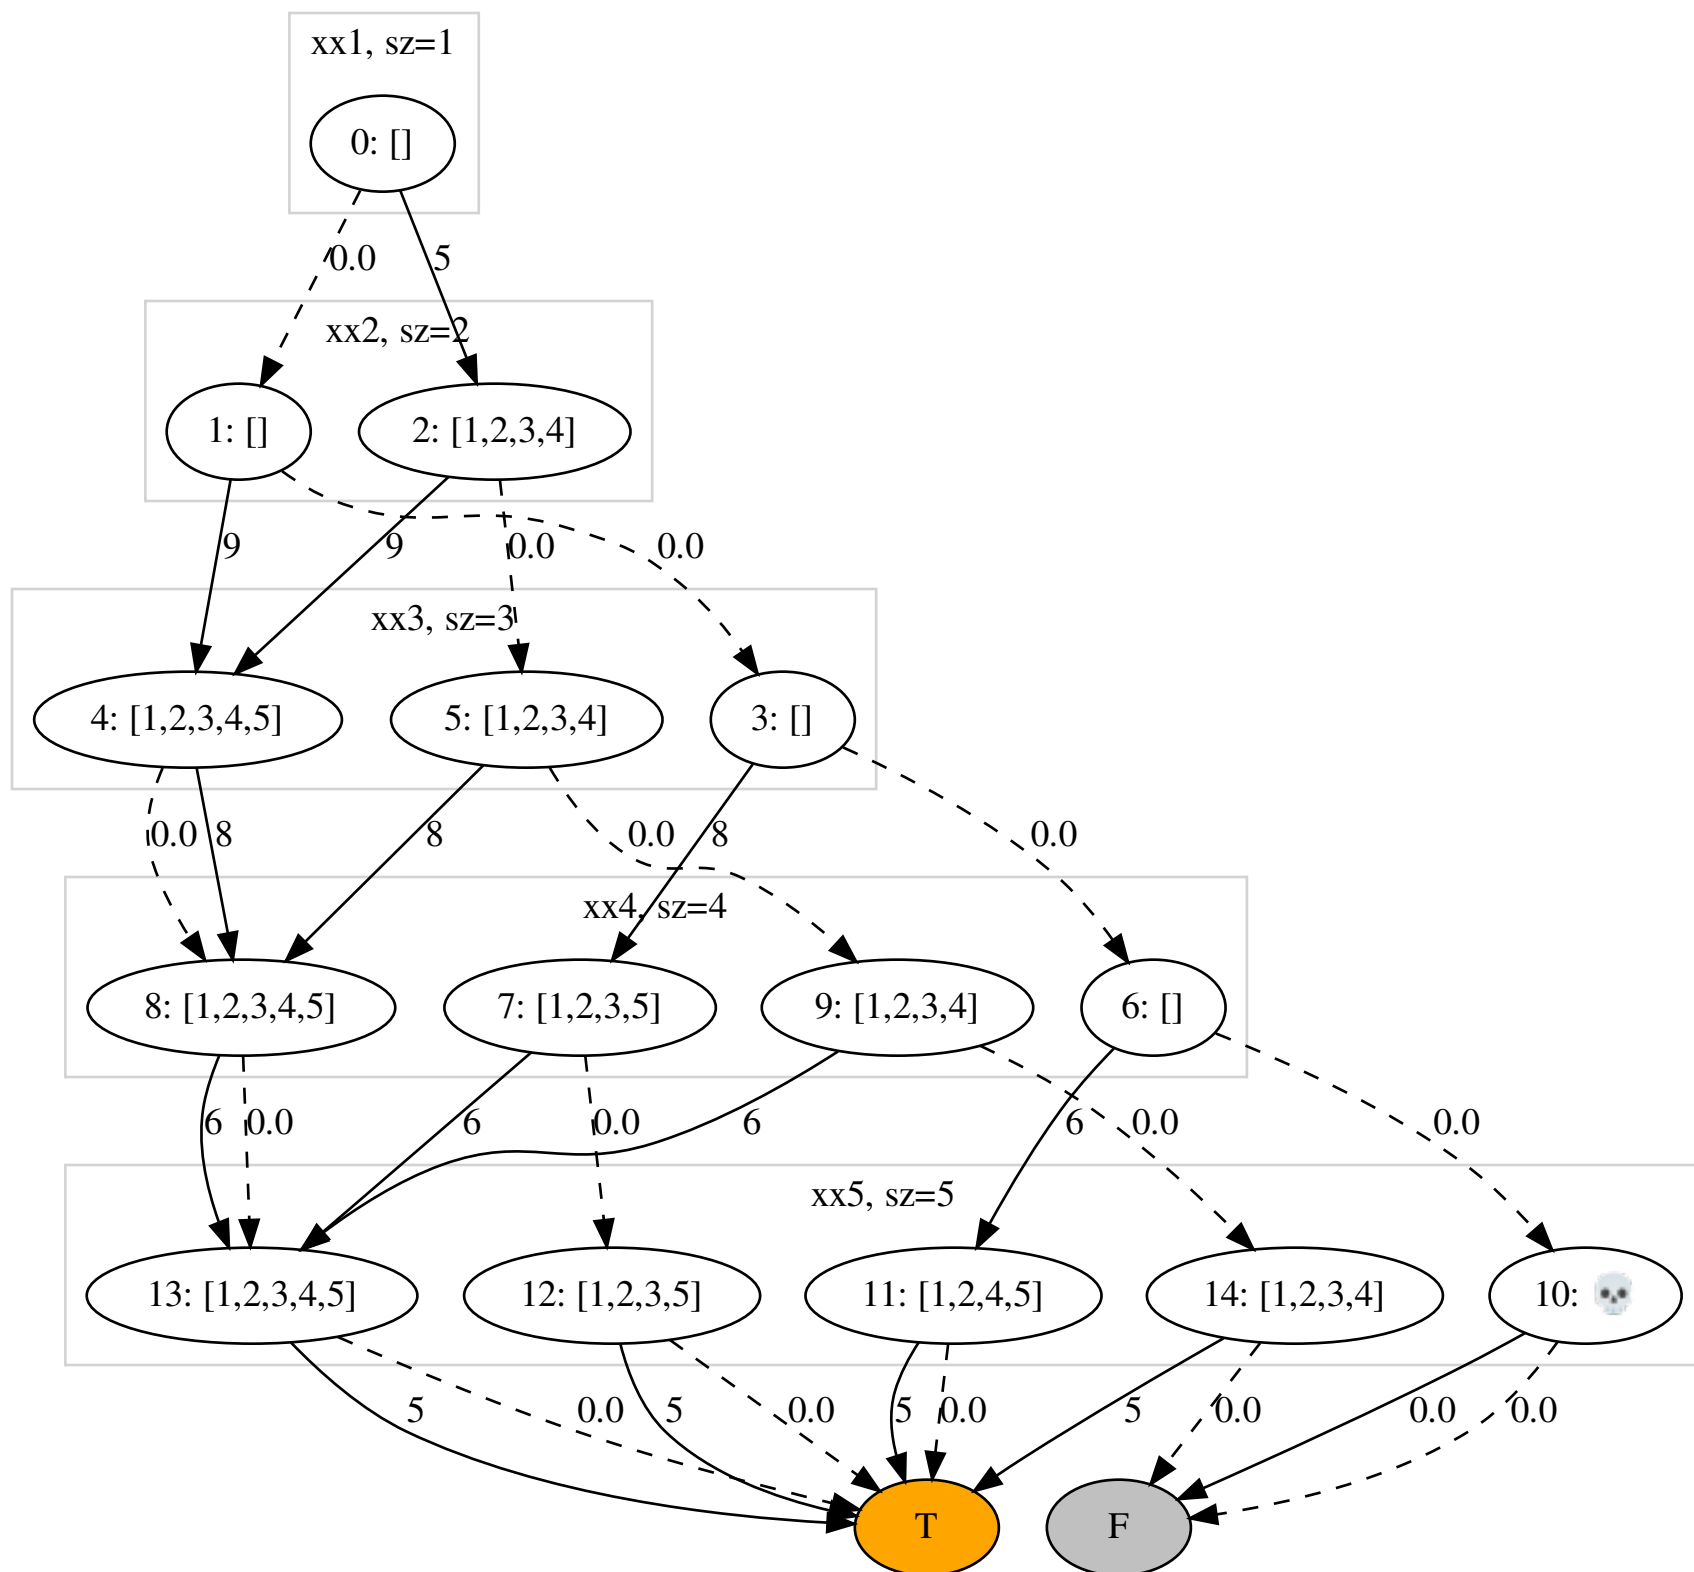 xx1, sz=1
0: []
0.0 5
xx2, sz=2
1: [] 2: [1,2,3,4]
9 9 0.0 0.0
xx3, sz=3
4: [1,2,3,4,5] 5: [1,2,3,4] 3: []
0.0 8 8 0.0 8 0.0
xx4, sz=4
8: [1,2,3,4,5] 7: [1,2,3,5] 9: [1,2,3,4] 6: []
6 0.0 6 0.0 6 6 0.0 0.0
xx5, sz=5
13: [1,2,3,4,5] 12: [1,2,3,5] 11: [1,2,4,5] 14: [1,2,3,4] 10: 💀
5 0.0 5 0.0 5 0.0 5 0.0 0.0 0.0
T F